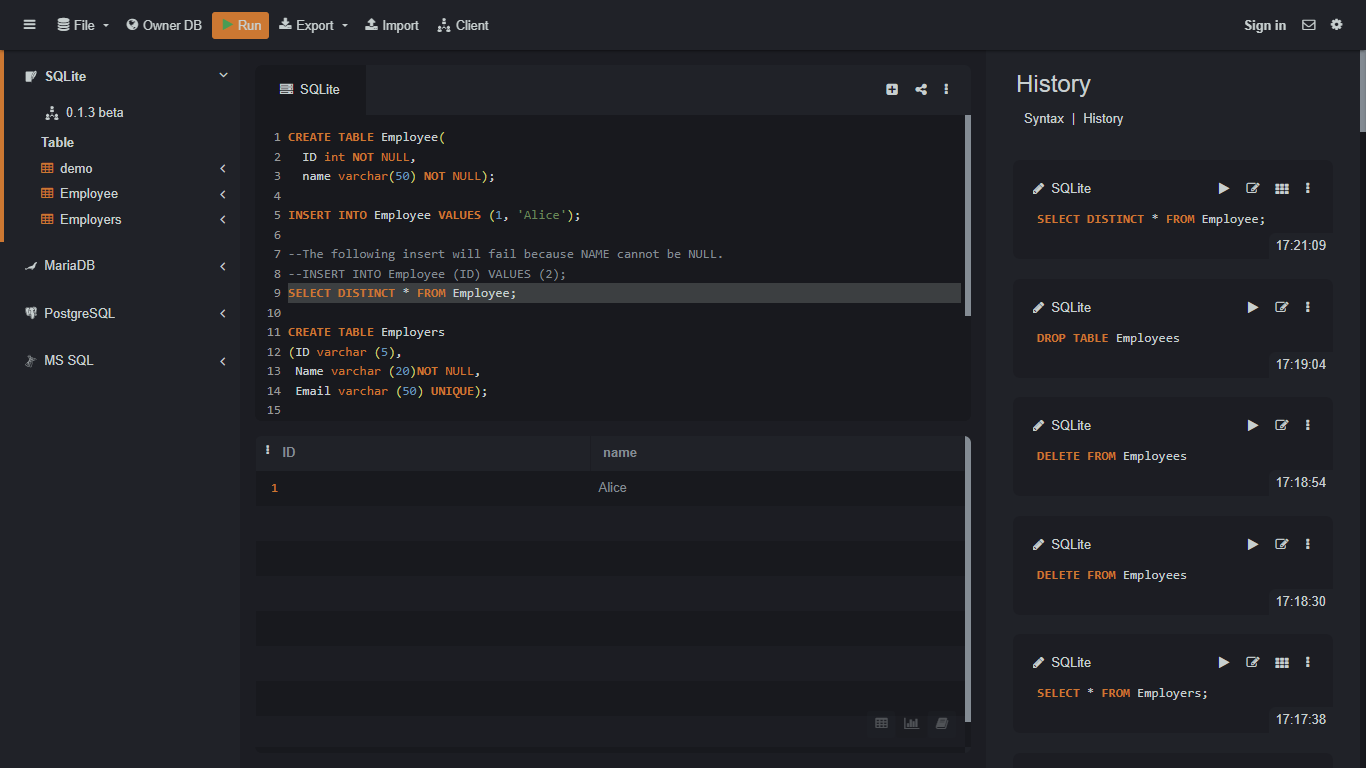 File
Owner DB
Run
Export
Import
Client
Sign in
SQLite
0.1.3 beta
Table
demo
Employee
Employers
MariaDB
PostgreSQL
MS SQL
SQLite
1 CREATE TABLE Employee(
2 ID int NOT NULL,
3 name varchar(50) NOT NULL);
4
5 INSERT INTO Employee VALUES (1, 'Alice');
6
7 --The following insert will fail because NAME cannot be NULL.
8 --INSERT INTO Employee (ID) VALUES (2);
9 SELECT DISTINCT * FROM Employee;
10
11 CREATE TABLE Employers
12 (ID varchar (5),
13 Name varchar (20)NOT NULL,
14 Email varchar (50) UNIQUE);
15
ID name
1 Alice
History
Syntax | History
SQLite
SELECT DISTINCT * FROM Employee;
17:21:09
SQLite
DROP TABLE Employees
17:19:04
SQLite
DELETE FROM Employees
17:18:54
SQLite
DELETE FROM Employees
17:18:30
SQLite
SELECT * FROM Employers;
17:17:38